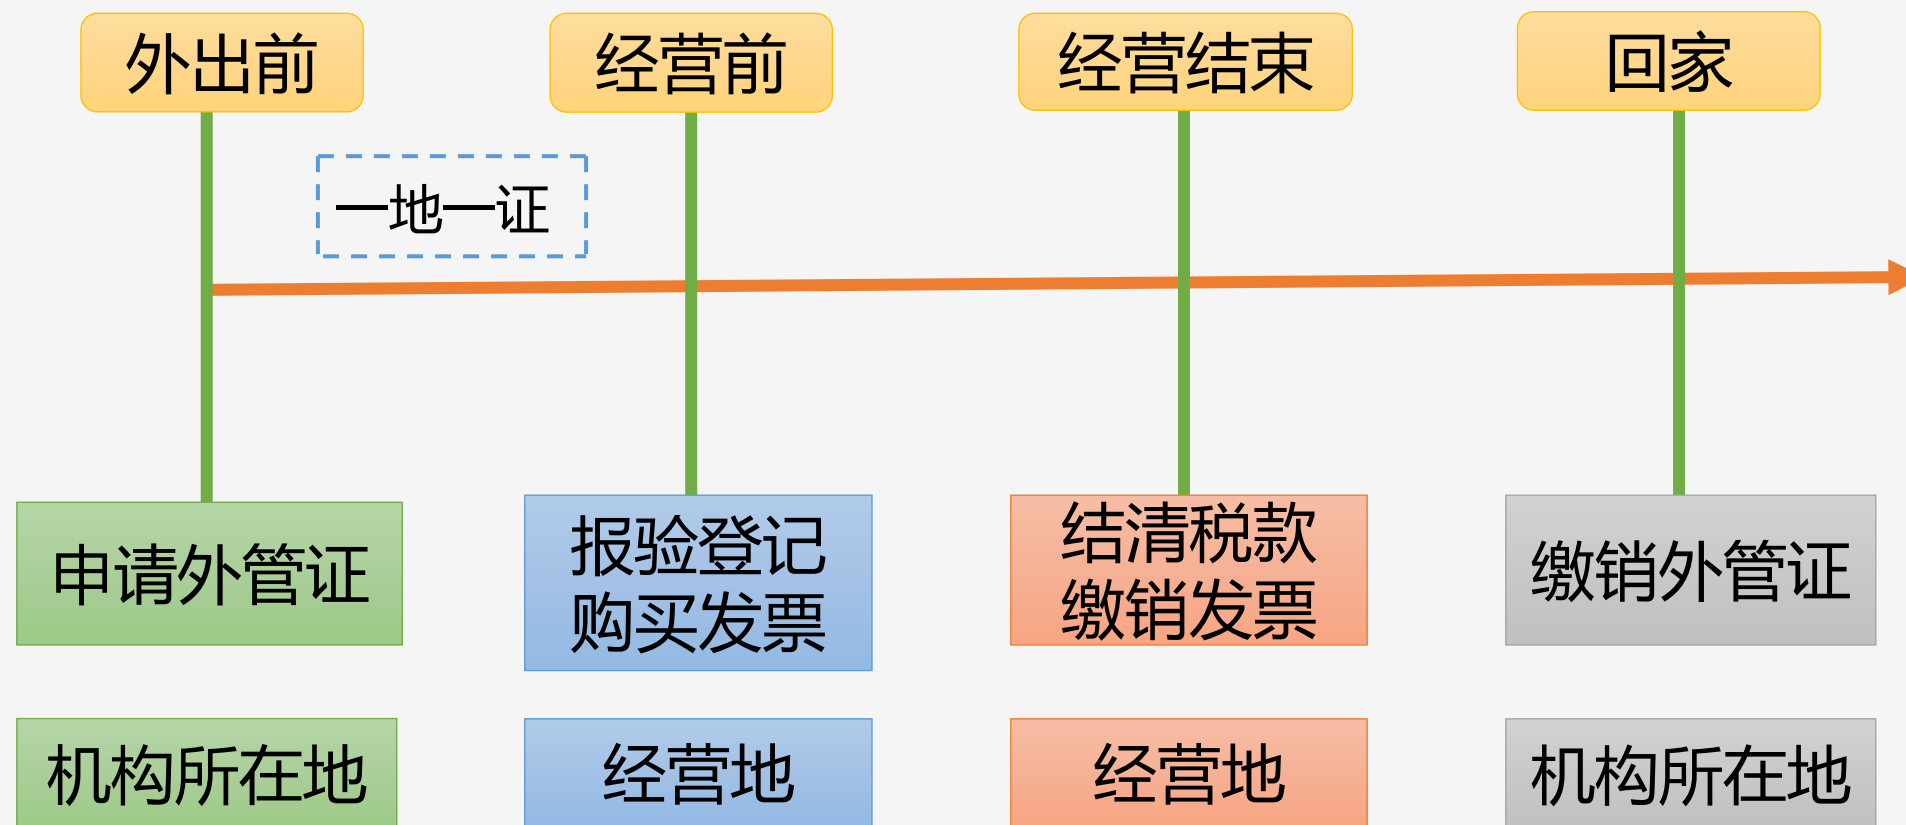 外出前
经营前
经营结束
回家
一地一证
申请外管证
报验登记
购买发票
结清税款
缴销发票
缴销外管证
机构所在地
经营地
经营地
机构所在地